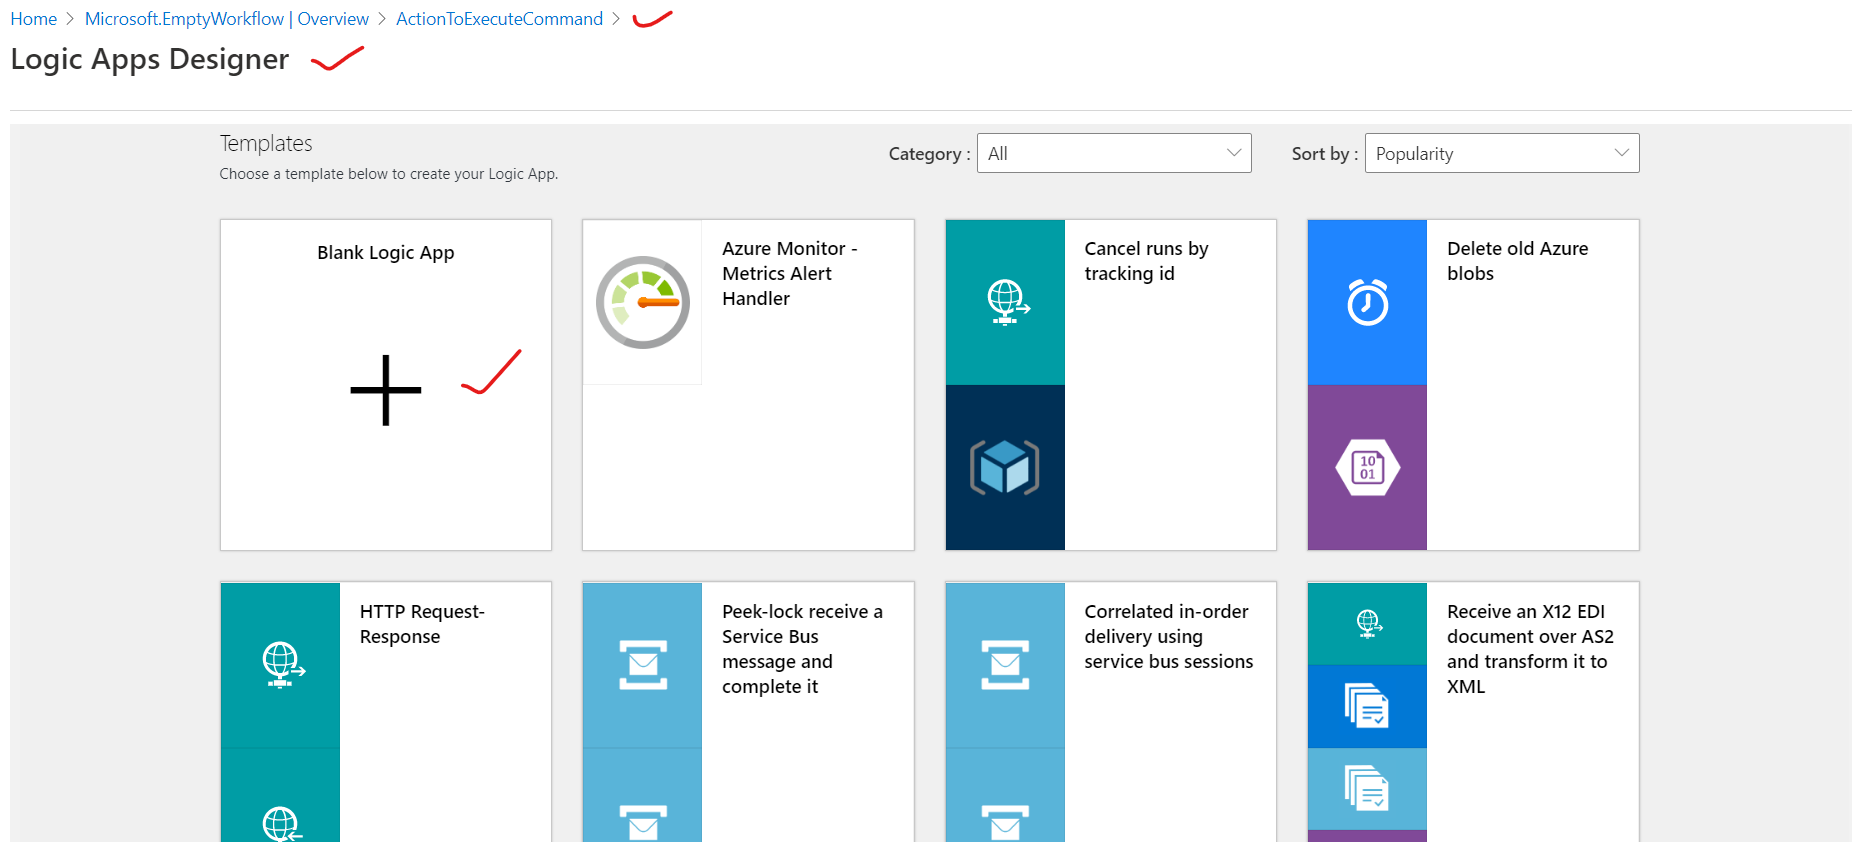 Home > Microsoft.EmptyWorkflow | Overview > ActionToExecuteCommand >
Logic Apps Designer
Templates
Choose a template below to create your Logic App.
Category : All
Sort by : Popularity
Blank Logic App
Azure Monitor -
Metrics Alert
Handler
Cancel runs by
tracking id
Delete old Azure
blobs
10
01
HTTP Request-
Response
Peek-lock receive a
Service Bus
message and
complete it
Correlated in-order
delivery using
service bus sessions
Receive an X12 EDI
document over AS2
and transform it to
XML